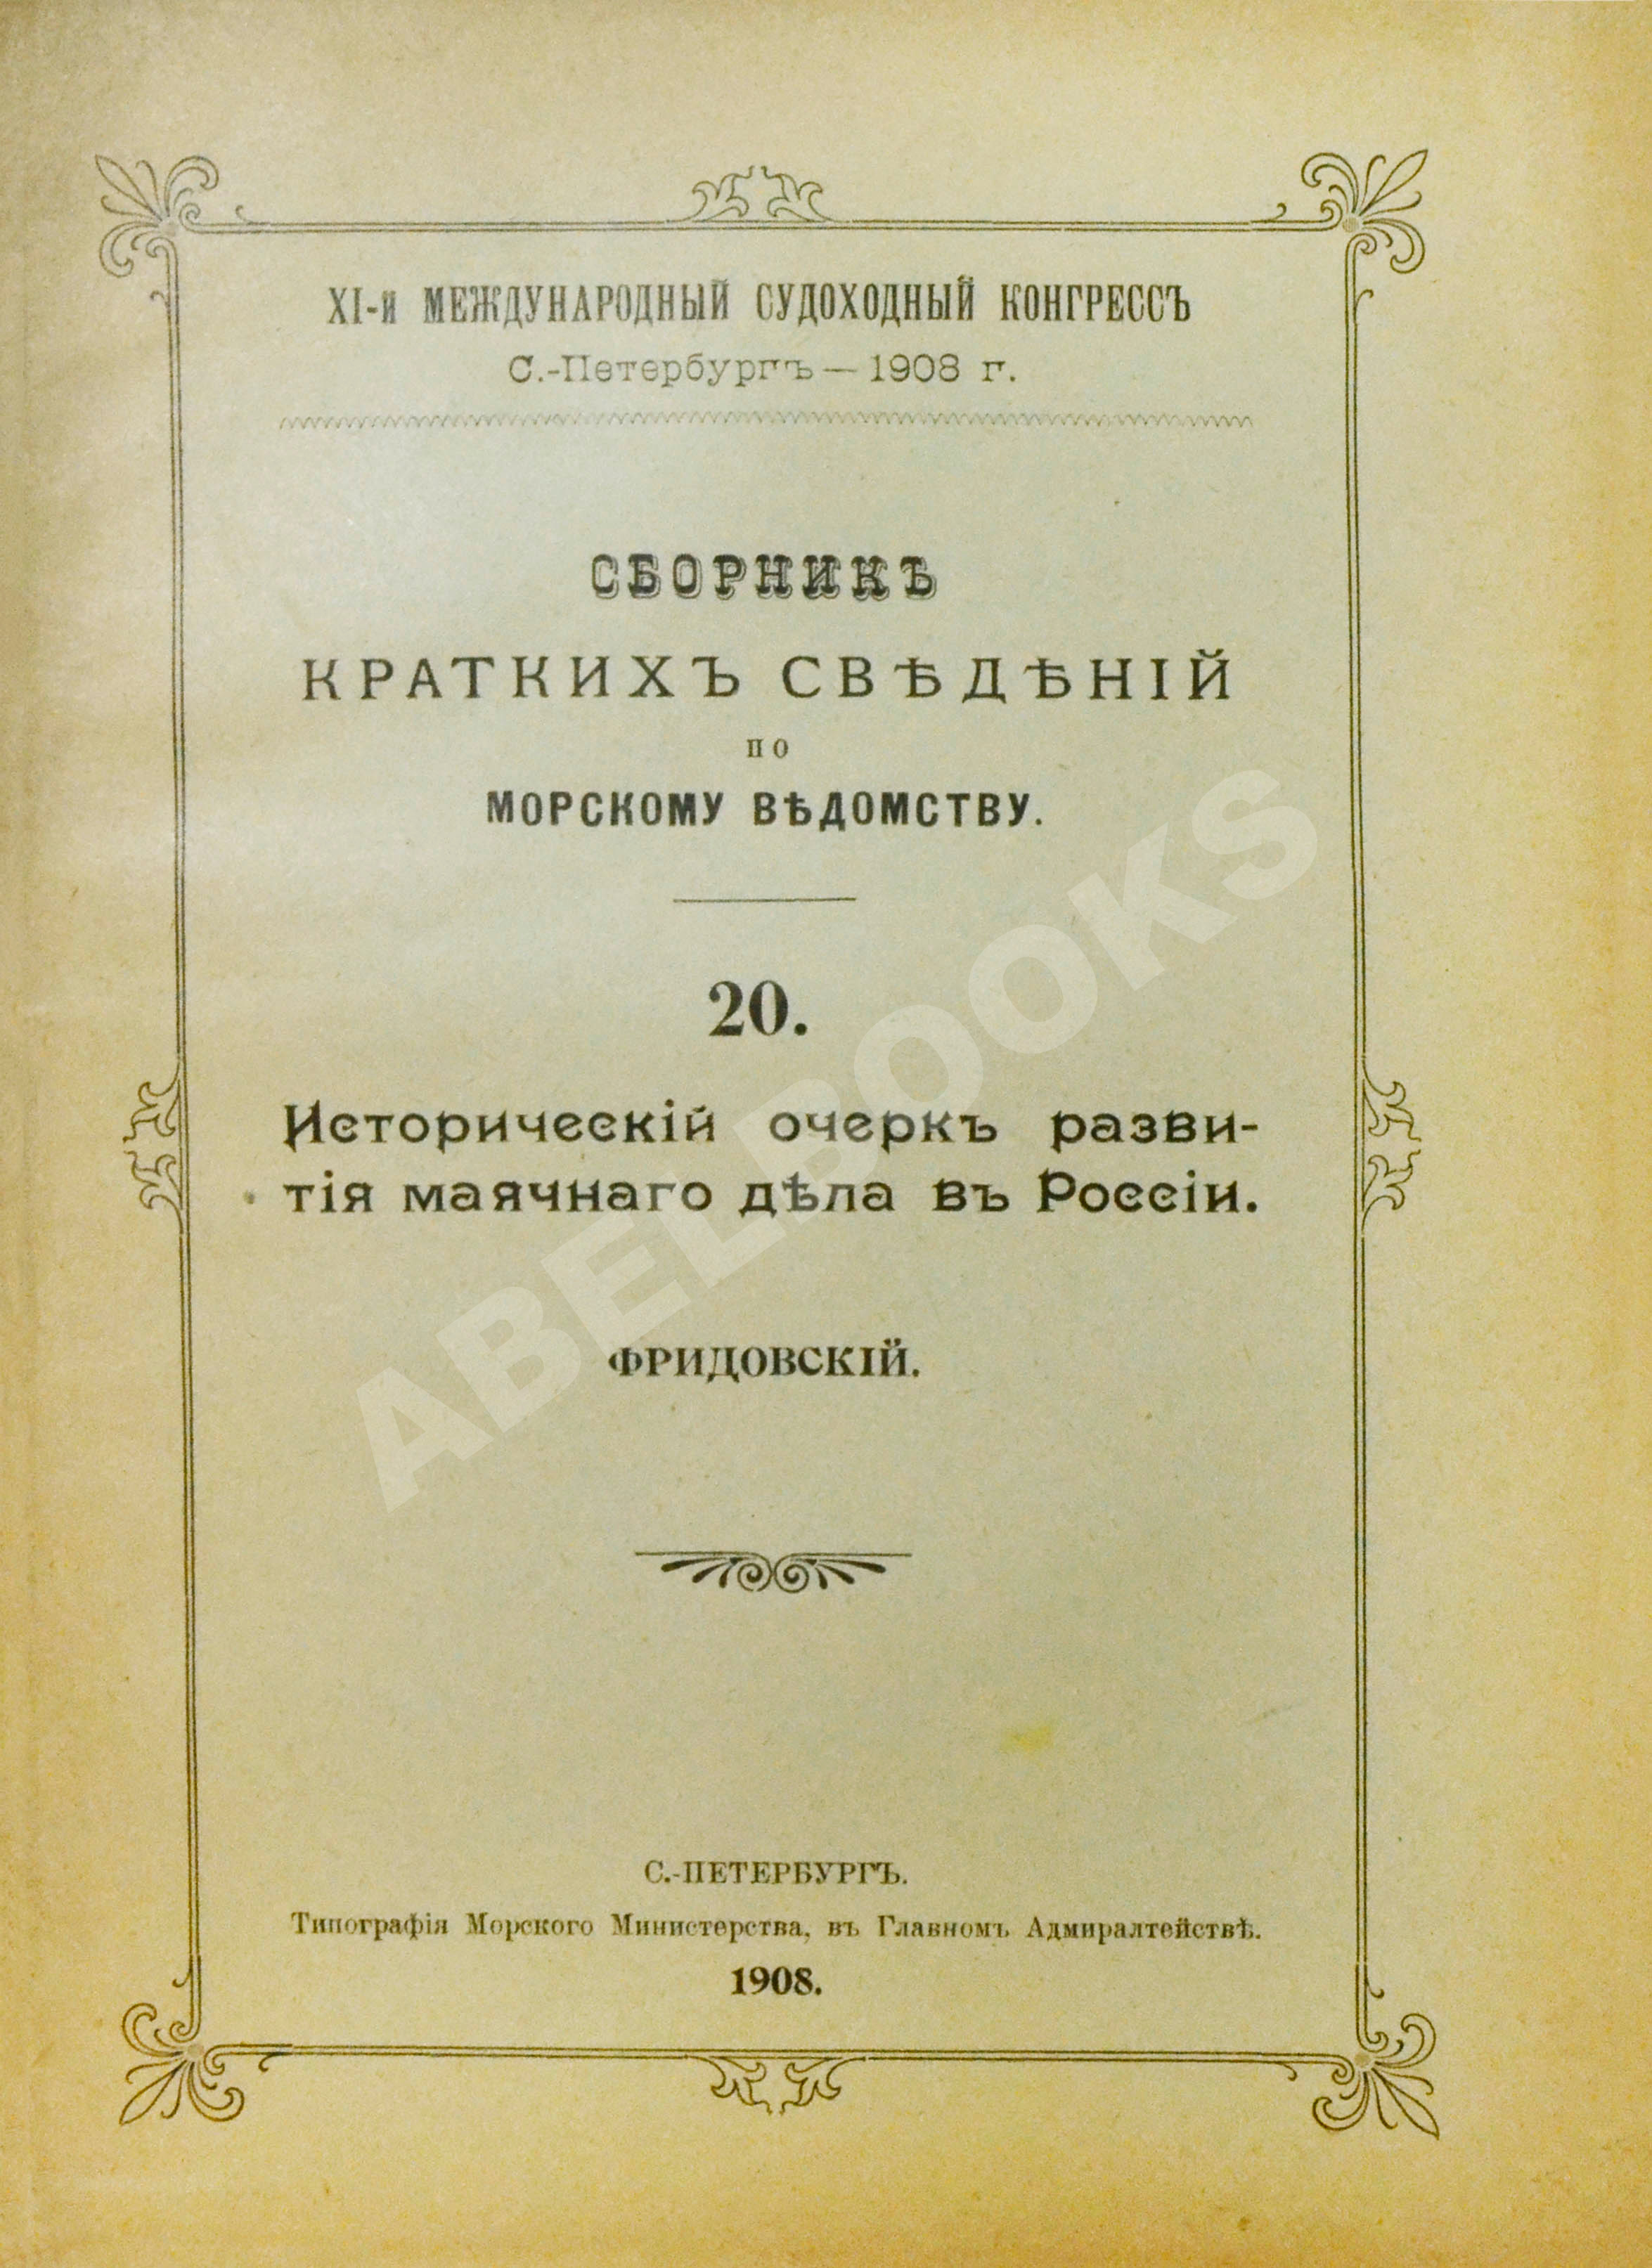 XI-й МЕЖДУНАРОДНЫЙ СУДОХОДНЫЙ КОНГРЕССЪ
С.-Петербургъ — 1908 г.
СБОРНИКЪ
КРАТКИХЪ СВѢДѢНІЙ
ПО
МОРСКОМУ ВѢДОМСТВУ.
20.
Историческій очеркъ разви-
тія маячнаго дѣла въ Россіи.
ФРИДОВСКІЙ.
ABELBOOKS
С.-ПЕТЕРБУРГЪ.
Типографія Морского Министерства, въ Главномъ Адмиралтействѣ.
1908.